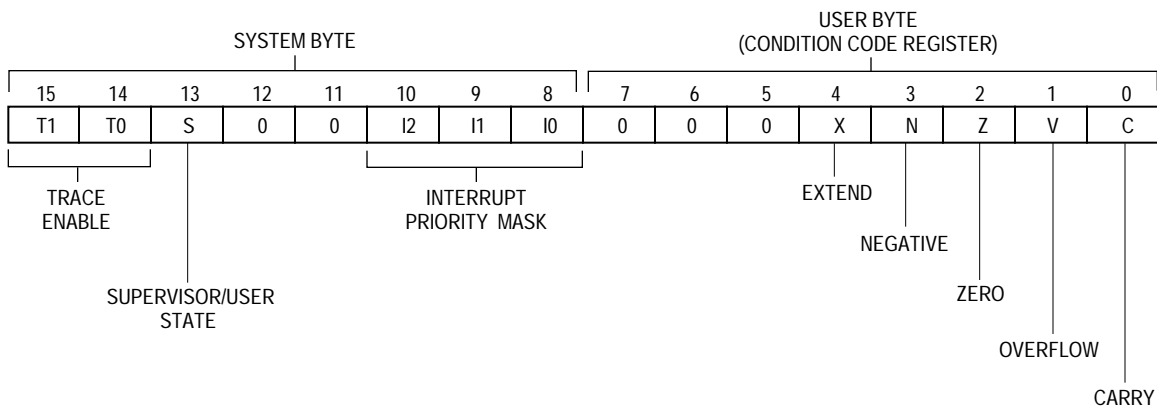 USER BYTE
SYSTEM BYTE (CONDITION CODE REGISTER)
15 14 13 12 11 10 9 8 7 6 5 4 3 2 1 0
T1 T0 S 0 0 I2 I1 I0 0 0 0 X N Z V C
TRACE
ENABLE
INTERRUPT
PRIORITY MASK
EXTEND
NEGATIVE
SUPERVISOR/USER
STATE
ZERO
OVERFLOW
CARRY